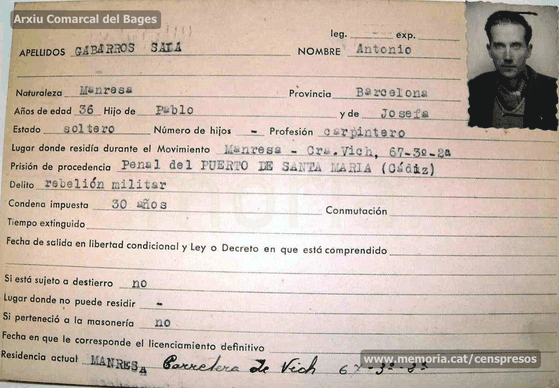 Arxiu Comarcal del Bages
leg. exp.
APELLIDOS GABARROS SALA NOMBRE Antonio
Naturaleza Manresa Provincia Barcelona
Años de edad 36 Hijo de Pablo y de Josefa
Estado soltero Número de hijos - Profesión carpintero
Lugar donde residía durante el Movimiento Manresa - Cra. Vich, 67-3º-2ª
Prisión de procedencia Penal del PUERTO DE SANTA MARIA (Cádiz)
Delito rebelión militar
Condena impuesta 30 años Conmutación
Tiempo extinguido
Fecha de salida en libertad condicional y Ley o Decreto en que está comprendido
Si está sujeto a destierro no
Lugar donde no puede residir -
Si perteneció a la masonería no
Fecha en que le corresponde el licenciamiento definitivo
Residencia actual MANRESA Carretera de Vich 67-3º
www.memoria.cat/censpresos